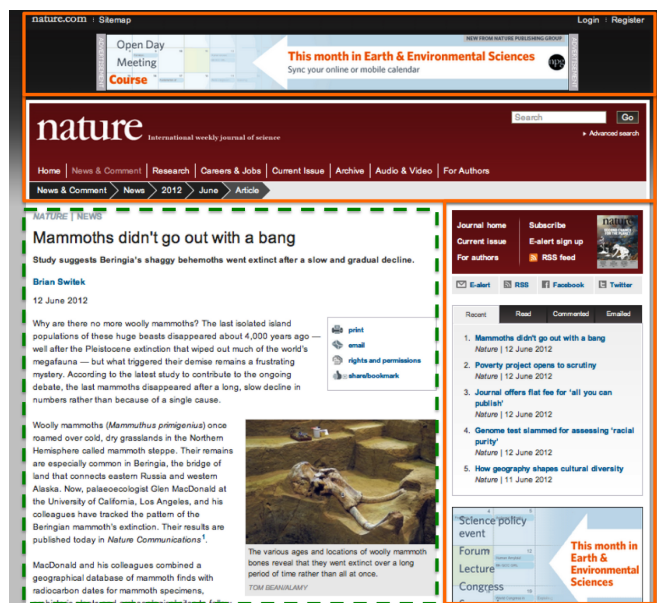 nature.com Sitemap Login Register
ADVERTISEMENT
Open Day
Meeting
Course
NEW FROM NATURE PUBLISHING GROUP
This month in Earth & Environmental Sciences
Sync your online or mobile calendar
npg
ADVERTISEMENT
nature International weekly journal of science
Search Go
Advanced search
Home News & Comment Research Careers & Jobs Current Issue Archive Audio & Video For Authors
News & Comment News 2012 June Article
NATURE | NEWS
Mammoths didn't go out with a bang
Study suggests Beringia's shaggy behemoths went extinct after a slow and gradual decline.
Brian Switek
12 June 2012
Why are there no more woolly mammoths? The last isolated island
populations of these huge beasts disappeared about 4,000 years ago —
well after the Pleistocene extinction that wiped out much of the world's
megafauna — but what triggered their demise remains a frustrating
mystery. According to the latest study to contribute to the ongoing
debate, the last mammoths disappeared after a long, slow decline in
numbers rather than because of a single cause.
print
email
rights and permissions
share/bookmark
Woolly mammoths (Mammuthus primigenius) once
roamed over cold, dry grasslands in the Northern
Hemisphere called mammoth steppe. Their remains
are especially common in Beringia, the bridge of
land that connects eastern Russia and western
Alaska. Now, palaeoecologist Glen MacDonald at
the University of California, Los Angeles, and his
colleagues have tracked the pattern of the
Beringian mammoth's extinction. Their results are
published today in Nature Communications1.
MacDonald and his colleagues combined a
geographical database of mammoth finds with
radiocarbon dates for mammoth specimens,
The various ages and locations of woolly mammoth
bones reveal that they went extinct over a long
period of time rather than all at once.
TOM BEAN/ALAMY
Journal home Subscribe
Current issue E-alert sign up
For authors RSS feed
nature
E-alert RSS Facebook Twitter
Recent Read Commented Emailed
1. Mammoths didn't go out with a bang
Nature | 12 June 2012
2. Poverty project opens to scrutiny
Nature | 12 June 2012
3. Journal offers flat fee for 'all you can
publish'
Nature | 12 June 2012
4. Genome test slammed for assessing 'racial
purity'
Nature | 12 June 2012
5. How geography shapes cultural diversity
Nature | 11 June 2012
Science policy
event
Forum
Lecture
Congress
This month in
Earth &
Environmental
Sciences